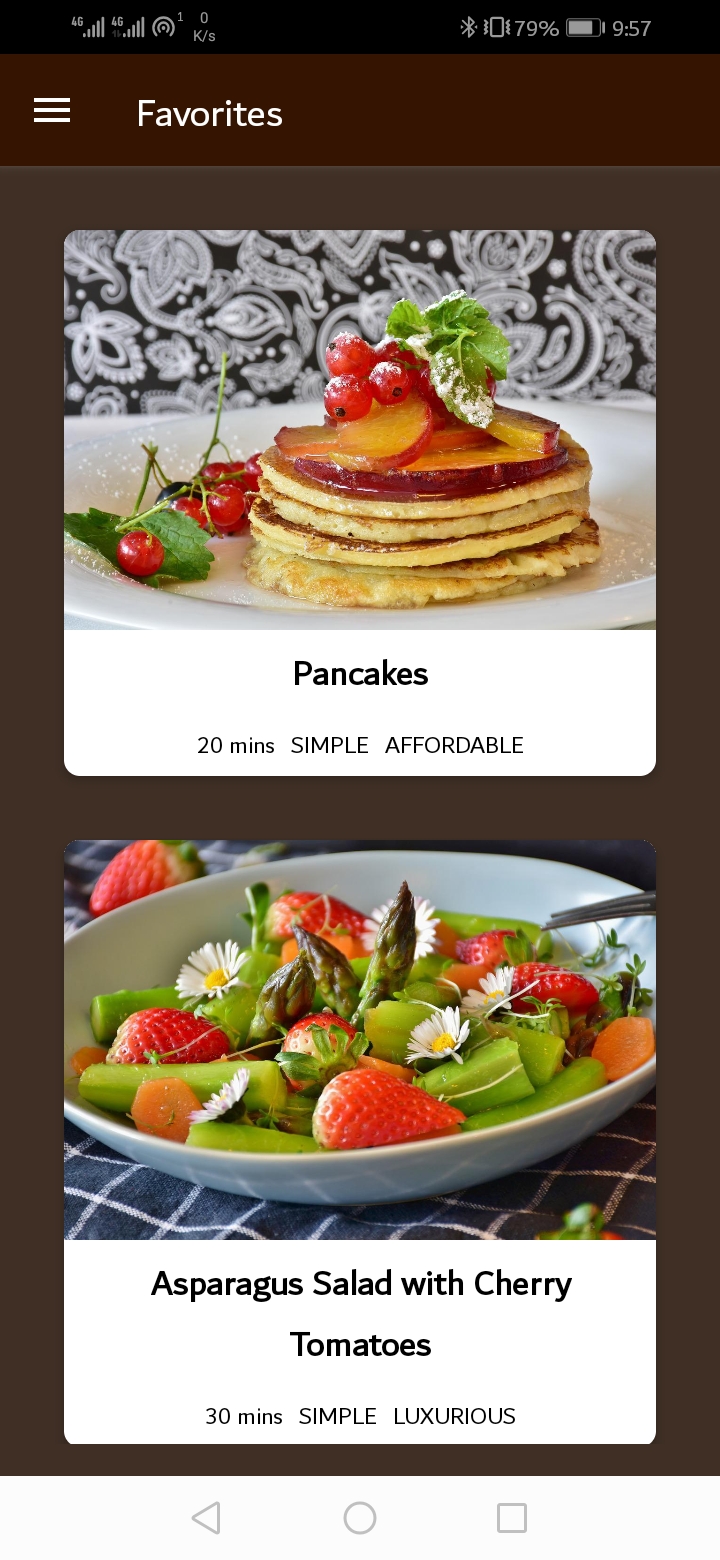 4G 4G 1 0 K/s 79% 9:57
Favorites
Pancakes
20 mins SIMPLE AFFORDABLE
Asparagus Salad with Cherry
Tomatoes
30 mins SIMPLE LUXURIOUS